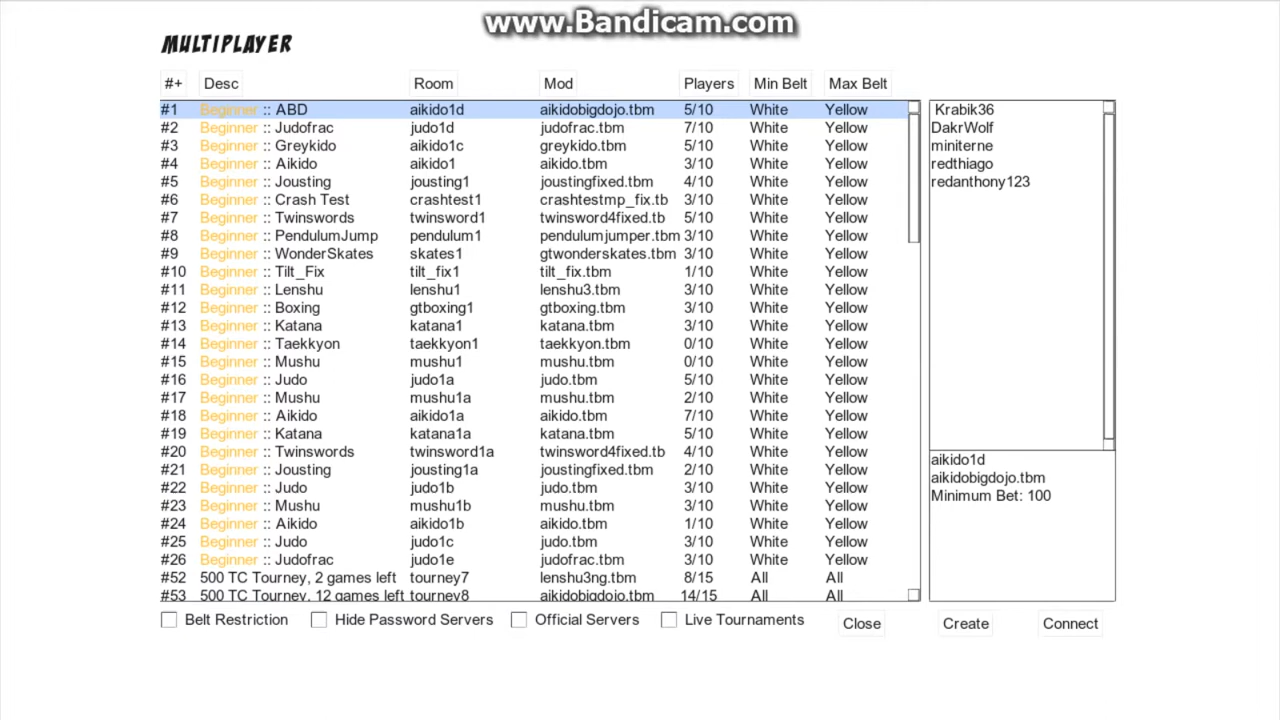 www.Bandicam.com
MULTIPLAYER
#+ Desc Room Mod Players Min Belt Max Belt
#1 Beginner :: ABD aikido1d aikidobigdojo.tbm 5/10 White Yellow
#2 Beginner :: Judofrac judo1d judofrac.tbm 7/10 White Yellow
#3 Beginner :: Greykido aikido1c greykido.tbm 5/10 White Yellow
#4 Beginner :: Aikido aikido1 aikido.tbm 3/10 White Yellow
#5 Beginner :: Jousting jousting1 joustingfixed.tbm 4/10 White Yellow
#6 Beginner :: Crash Test crashtest1 crashtestmp_fix.tb 3/10 White Yellow
#7 Beginner :: Twinswords twinsword1 twinsword4fixed.tb 5/10 White Yellow
#8 Beginner :: PendulumJump pendulum1 pendulumjumper.tbm 3/10 White Yellow
#9 Beginner :: WonderSkates skates1 gtwonderskates.tbm 3/10 White Yellow
#10 Beginner :: Tilt_Fix tilt_fix1 tilt_fix.tbm 1/10 White Yellow
#11 Beginner :: Lenshu lenshu1 lenshu3.tbm 3/10 White Yellow
#12 Beginner :: Boxing gtboxing1 gtboxing.tbm 3/10 White Yellow
#13 Beginner :: Katana katana1 katana.tbm 3/10 White Yellow
#14 Beginner :: Taekkyon taekkyon1 taekkyon.tbm 0/10 White Yellow
#15 Beginner :: Mushu mushu1 mushu.tbm 0/10 White Yellow
#16 Beginner :: Judo judo1a judo.tbm 5/10 White Yellow
#17 Beginner :: Mushu mushu1a mushu.tbm 2/10 White Yellow
#18 Beginner :: Aikido aikido1a aikido.tbm 7/10 White Yellow
#19 Beginner :: Katana katana1a katana.tbm 5/10 White Yellow
#20 Beginner :: Twinswords twinsword1a twinsword4fixed.tb 4/10 White Yellow
#21 Beginner :: Jousting jousting1a joustingfixed.tbm 2/10 White Yellow
#22 Beginner :: Judo judo1b judo.tbm 3/10 White Yellow
#23 Beginner :: Mushu mushu1b mushu.tbm 3/10 White Yellow
#24 Beginner :: Aikido aikido1b aikido.tbm 1/10 White Yellow
#25 Beginner :: Judo judo1c judo.tbm 3/10 White Yellow
#26 Beginner :: Judofrac judo1e judofrac.tbm 3/10 White Yellow
#52 500 TC Tourney, 2 games left tourney7 lenshu3ng.tbm 8/15 All All
#53 500 TC Tourney, 12 games left tourney8 aikidobigdojo.tbm 14/15 All All
Krabik36
DakrWolf
miniterne
redthiago
redanthony123
aikido1d
aikidobigdojo.tbm
Minimum Bet: 100
Belt Restriction Hide Password Servers Official Servers Live Tournaments Close Create Connect